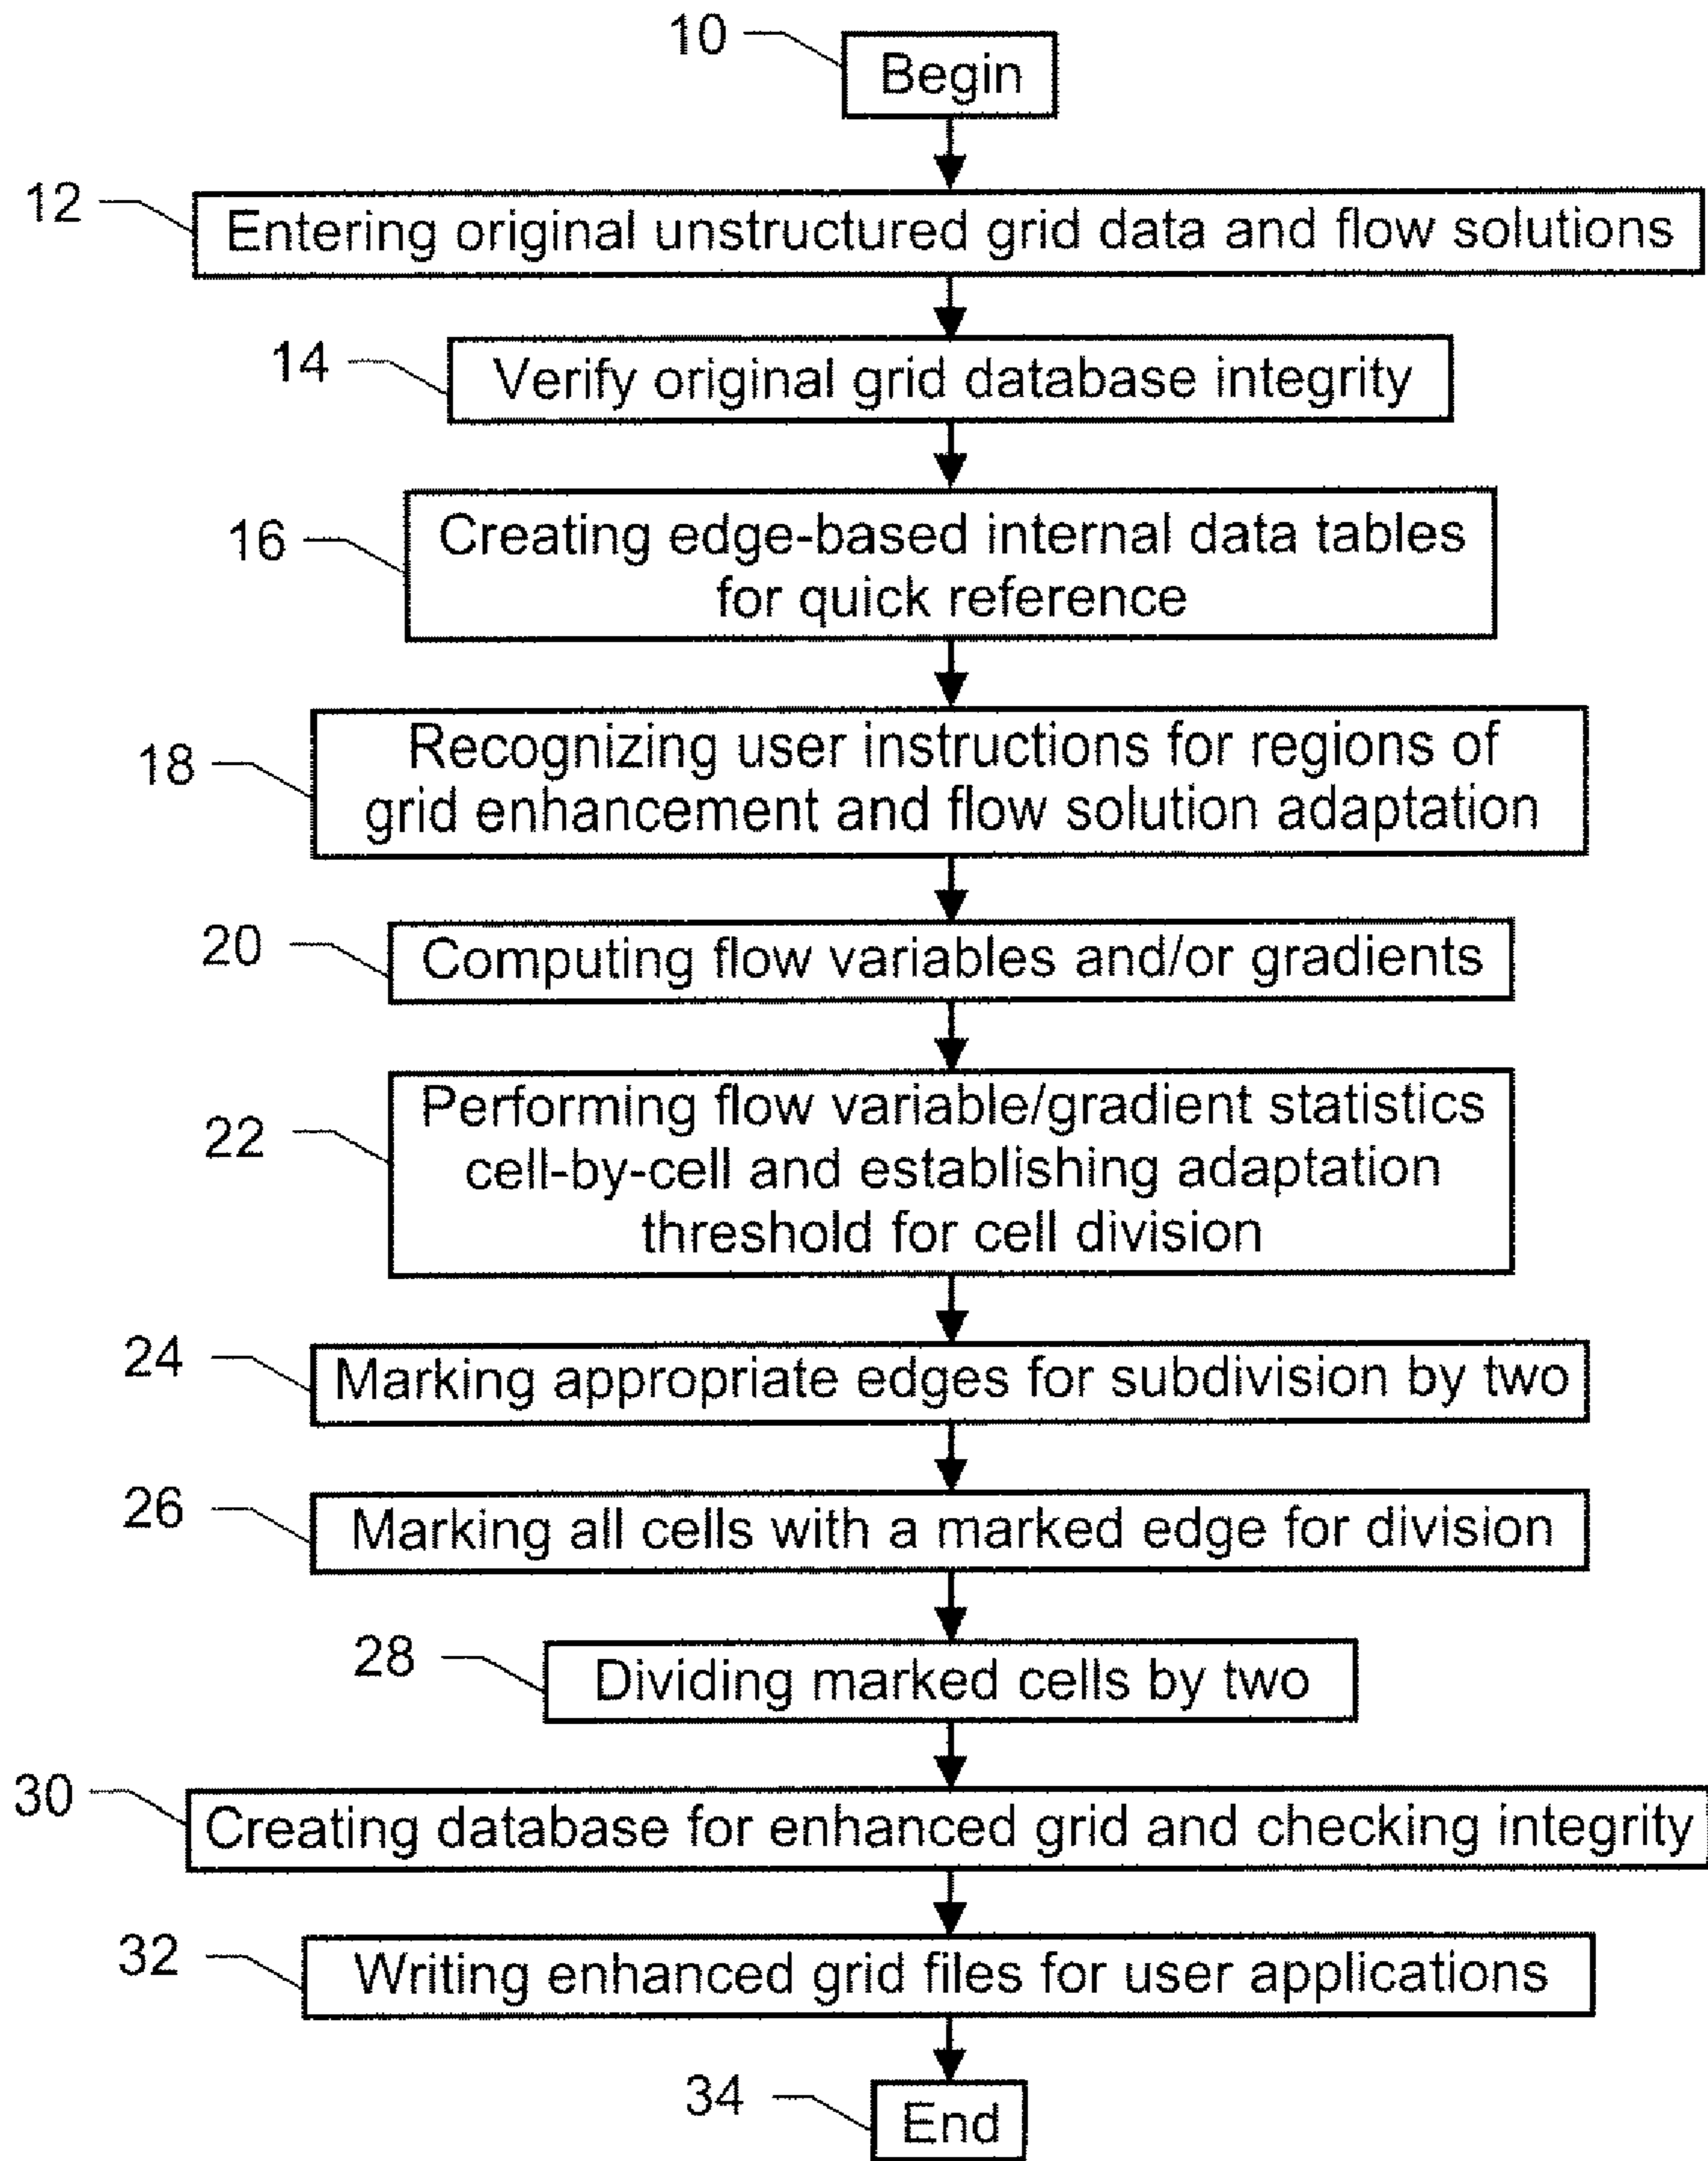 10
Begin
12
Entering original unstructured grid data and flow solutions
14
Verify original grid database integrity
16
Creating edge-based internal data tables
for quick reference
18
Recognizing user instructions for regions of
grid enhancement and flow solution adaptation
20
Computing flow variables and/or gradients
22
Performing flow variable/gradient statistics
cell-by-cell and establishing adaptation
threshold for cell division
24
Marking appropriate edges for subdivision by two
26
Marking all cells with a marked edge for division
28
Dividing marked cells by two
30
Creating database for enhanced grid and checking integrity
32
Writing enhanced grid files for user applications
34
End